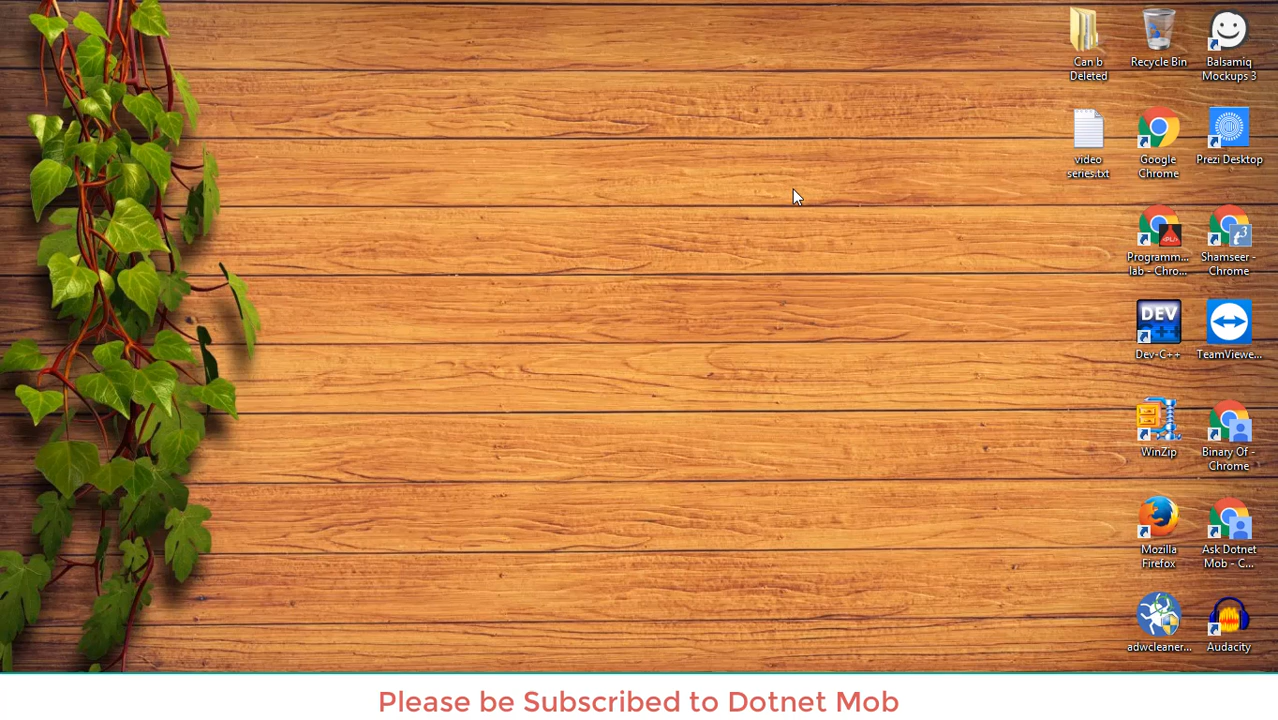 Can b
Deleted
Recycle Bin
Balsamiq
Mockups 3
video
series.txt
Google
Chrome
Prezi Desktop
<PL/>
Programm...
lab - Chro...
t3
Shamseer -
Chrome
DEV
C++
Dev-C++
TeamViewe...
WinZip
Binary Of -
Chrome
Mozilla
Firefox
Ask Dotnet
Mob - C...
adwcleaner...
Audacity
Please be Subscribed to Dotnet Mob